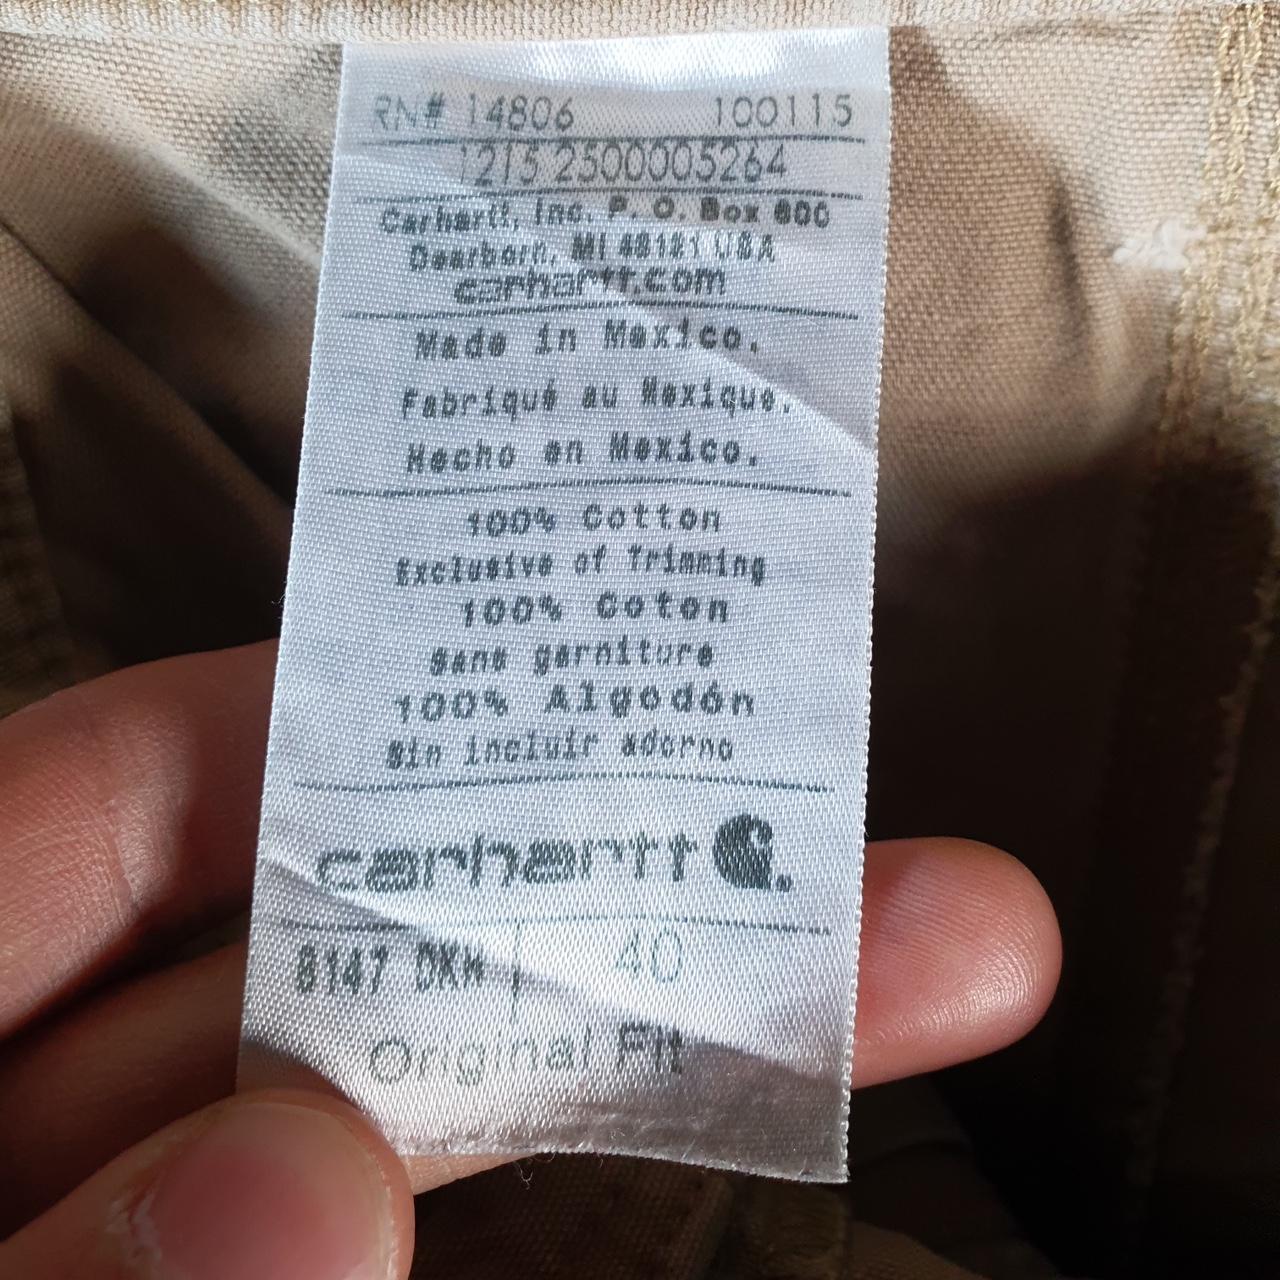 RN# 14806 100115
1215 2500005264
Carhartt, Inc. P. O. Box 600
Dearborn, MI 48121 USA
carhartt.com
Made in Mexico.
Fabriqué au Mexique.
Hecho en Mexico.
100% Cotton
Exclusive of Trimming
100% Coton
Sans garniture
100% Algodón
Sin incluir adorno
carhartt
8147 DKH 40
Original Fit